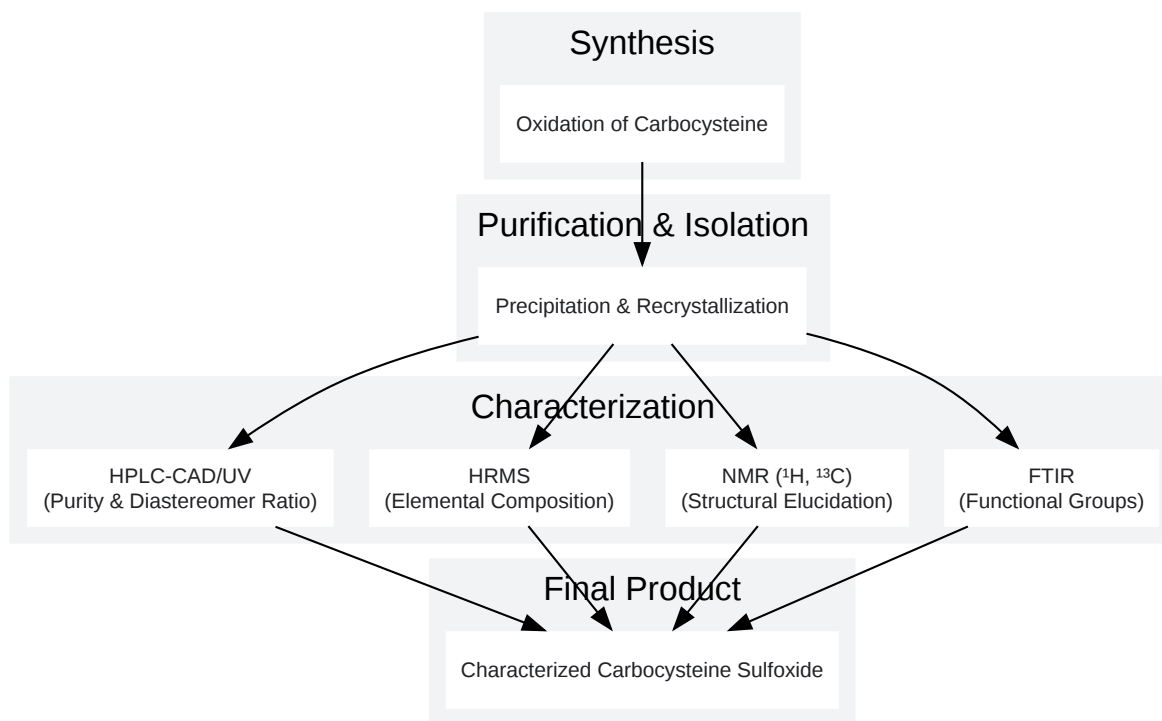 Synthesis
Oxidation of Carbocysteine
Purification & Isolation
Precipitation & Recrystallization
Characterization
HPLC-CAD/UV
(Purity & Diastereomer Ratio)
HRMS
(Elemental Composition)
NMR (¹H, ¹³C)
(Structural Elucidation)
FTIR
(Functional Groups)
Final Product
Characterized Carbocysteine Sulfoxide